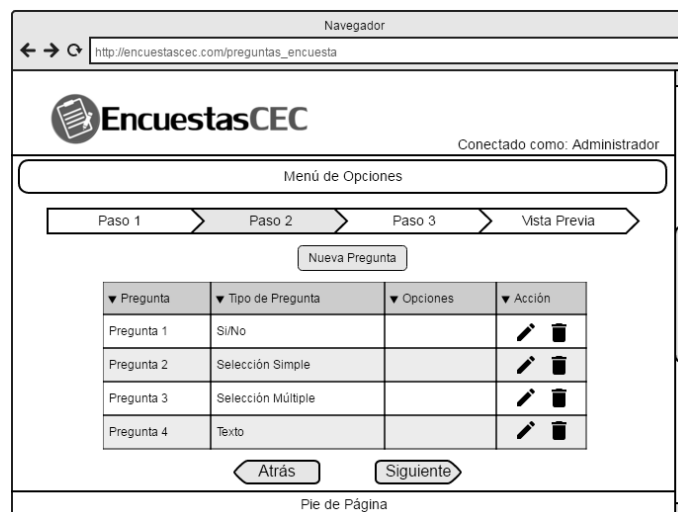 Navegador
http://encuestascec.com/preguntas_encuesta
EncuestasCEC
Conectado como: Administrador
Menú de Opciones
Paso 1 Paso 2 Paso 3 Vista Previa
Nueva Pregunta
Pregunta Tipo de Pregunta Opciones Acción
Pregunta 1 Si/No
Pregunta 2 Selección Simple
Pregunta 3 Selección Múltiple
Pregunta 4 Texto
Atrás Siguiente
Pie de Página